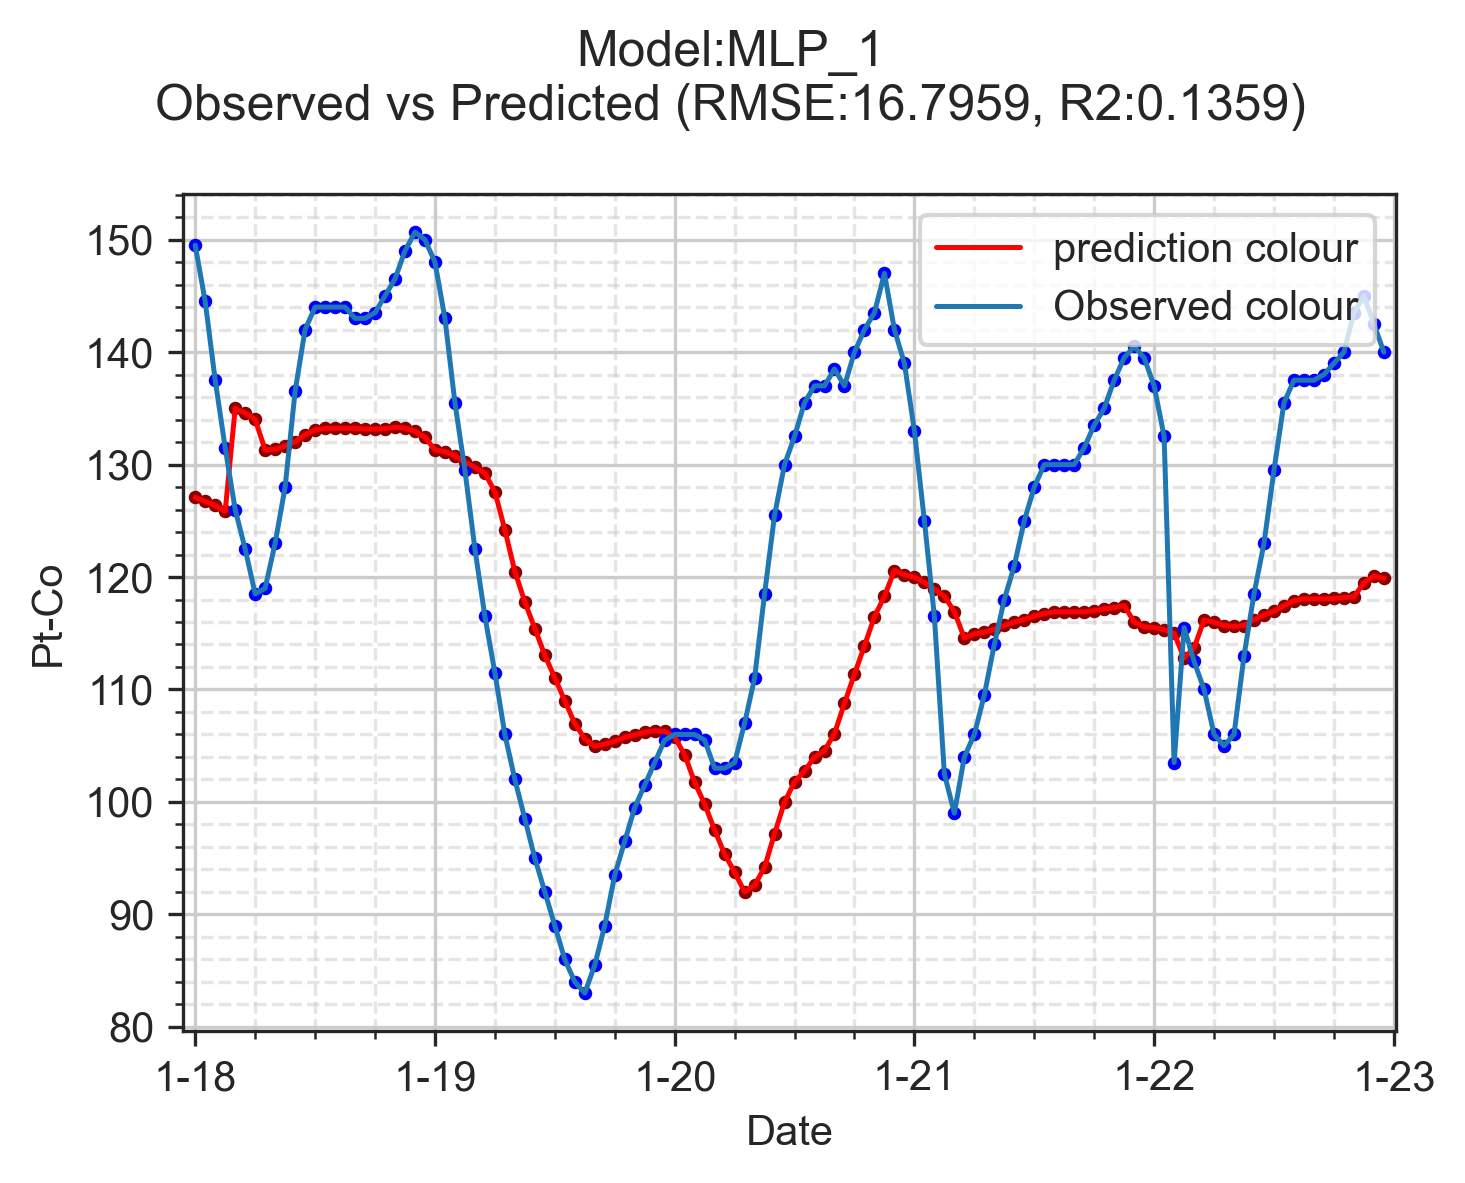 Model:MLP_1
Observed vs Predicted (RMSE:16.7959, R2:0.1359)
prediction colour
Observed colour
150
140
130
120
110
100
90
80
Pt-Co
1-18
1-19
1-20
1-21
1-22
1-23
Date